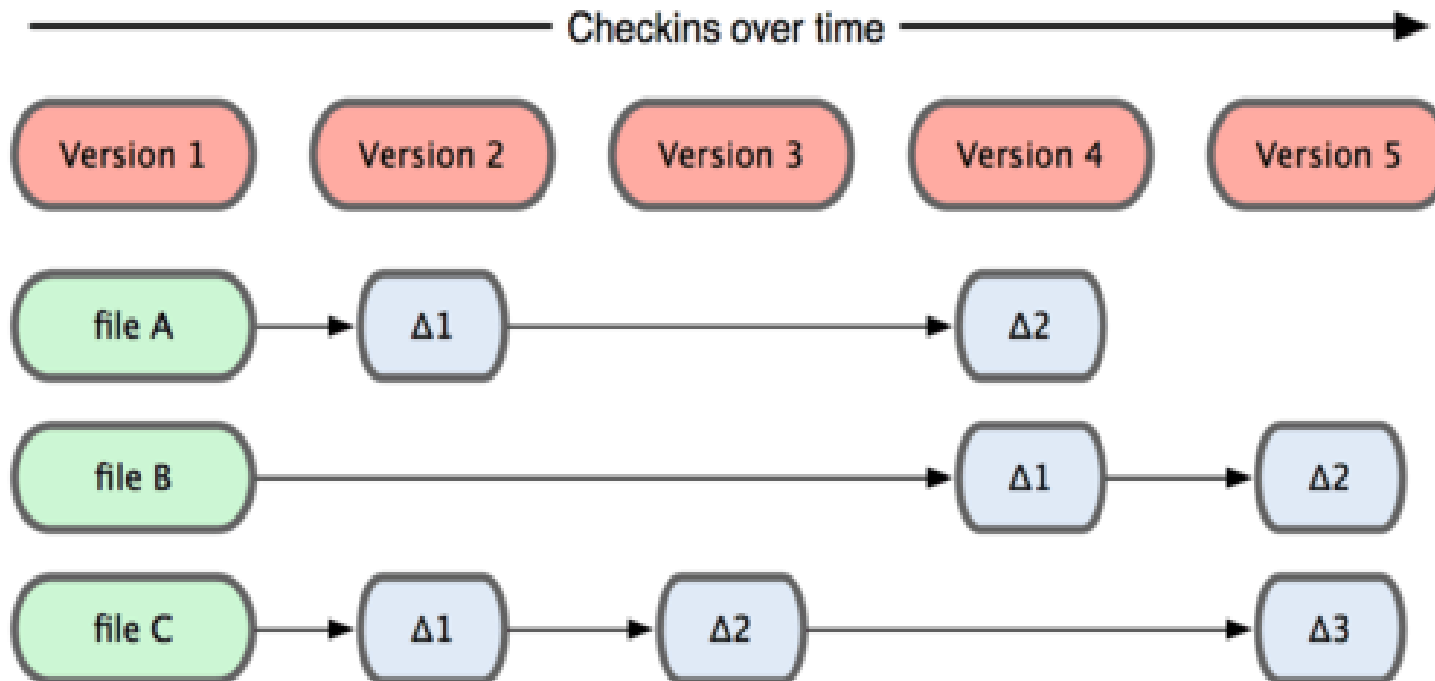 Checkins over time
Version 1 Version 2 Version 3 Version 4 Version 5
file A Δ1 Δ2
file B Δ1 Δ2
file C Δ1 Δ2 Δ3